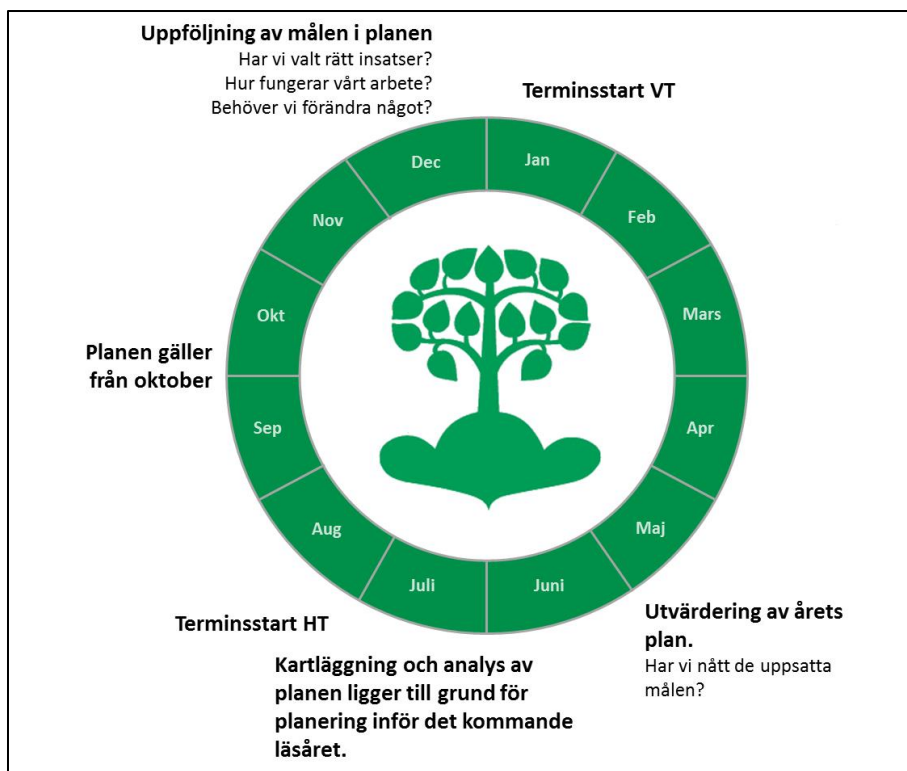 Uppföljning av målen i planen
Har vi valt rätt insatser?
Hur fungerar vårt arbete?
Behöver vi förändra något?
Terminsstart VT
Dec
Jan
Nov
Feb
Okt
Mars
Planen gäller
från oktober
Sep
Apr
Aug
Maj
Juli
Juni
Terminsstart HT
Utvärdering av årets
plan.
Har vi nått de uppsatta
målen?
Kartläggning och analys av
planen ligger till grund för
planering inför det kommande
läsåret.